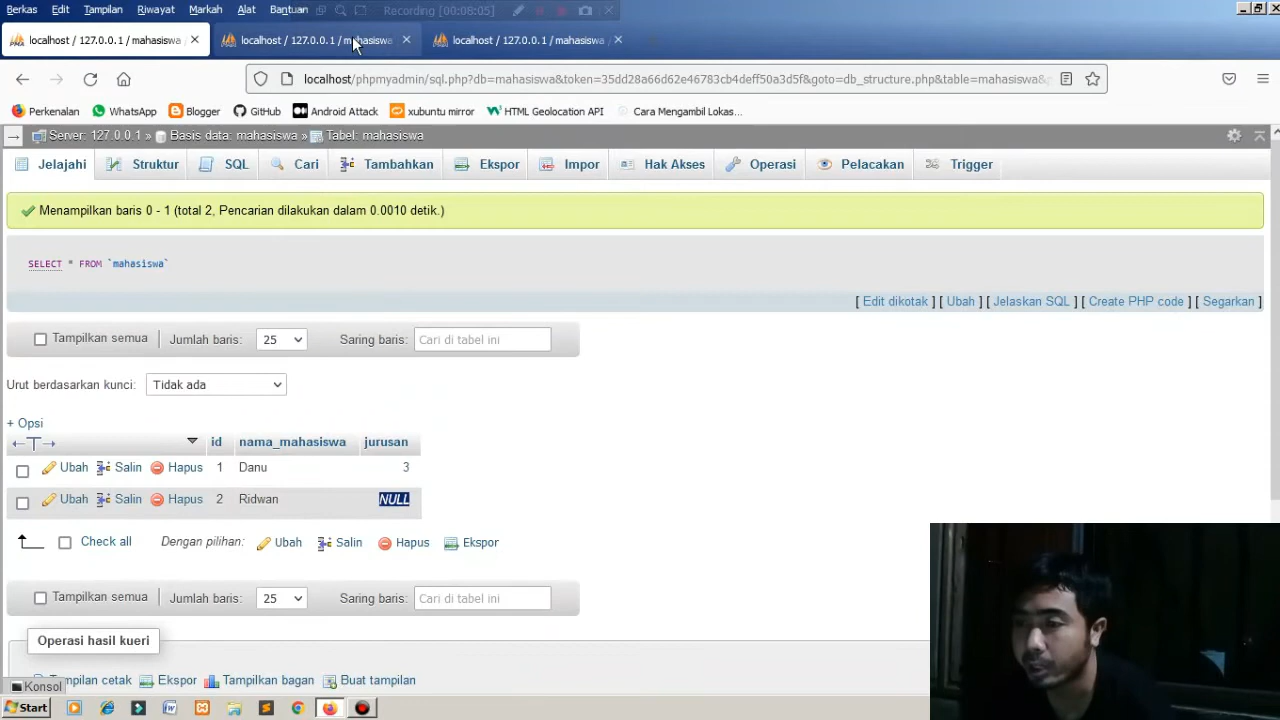 Berkas Edit Tampilan Riwayat Markah Alat Bantuan Recording [00:08:05]
localhost / 127.0.0.1 / mahasiswa localhost / 127.0.0.1 / mahasiswa localhost / 127.0.0.1 / mahasiswa
localhost/phpmyadmin/sql.php?db=mahasiswa&token=35dd28a66d62e46783cb4deff50a3d5f&goto=db_structure.php&table=mahasiswa&
Perkenalan WhatsApp Blogger GitHub Android Attack xubuntu mirror HTML Geolocation API Cara Mengambil Lokas...
Server: 127.0.0.1 » Basis data: mahasiswa » Tabel: mahasiswa
Jelajahi Struktur SQL Cari Tambahkan Ekspor Impor Hak Akses Operasi Pelacakan Trigger
Menampilkan baris 0 - 1 (total 2, Pencarian dilakukan dalam 0.0010 detik.)
SELECT * FROM `mahasiswa`
[ Edit dikotak ] [ Ubah ] [ Jelaskan SQL ] [ Create PHP code ] [ Segarkan ]
Tampilkan semua Jumlah baris: 25 Saring baris: Cari di tabel ini
Urut berdasarkan kunci: Tidak ada
+ Opsi
←T→ id nama_mahasiswa jurusan
Ubah Salin Hapus 1 Danu 3
Ubah Salin Hapus 2 Ridwan NULL
Check all Dengan pilihan: Ubah Salin Hapus Ekspor
Tampilkan semua Jumlah baris: 25 Saring baris: Cari di tabel ini
Operasi hasil kueri
Tampilan cetak Ekspor Tampilkan bagan Buat tampilan
Konsol
Start